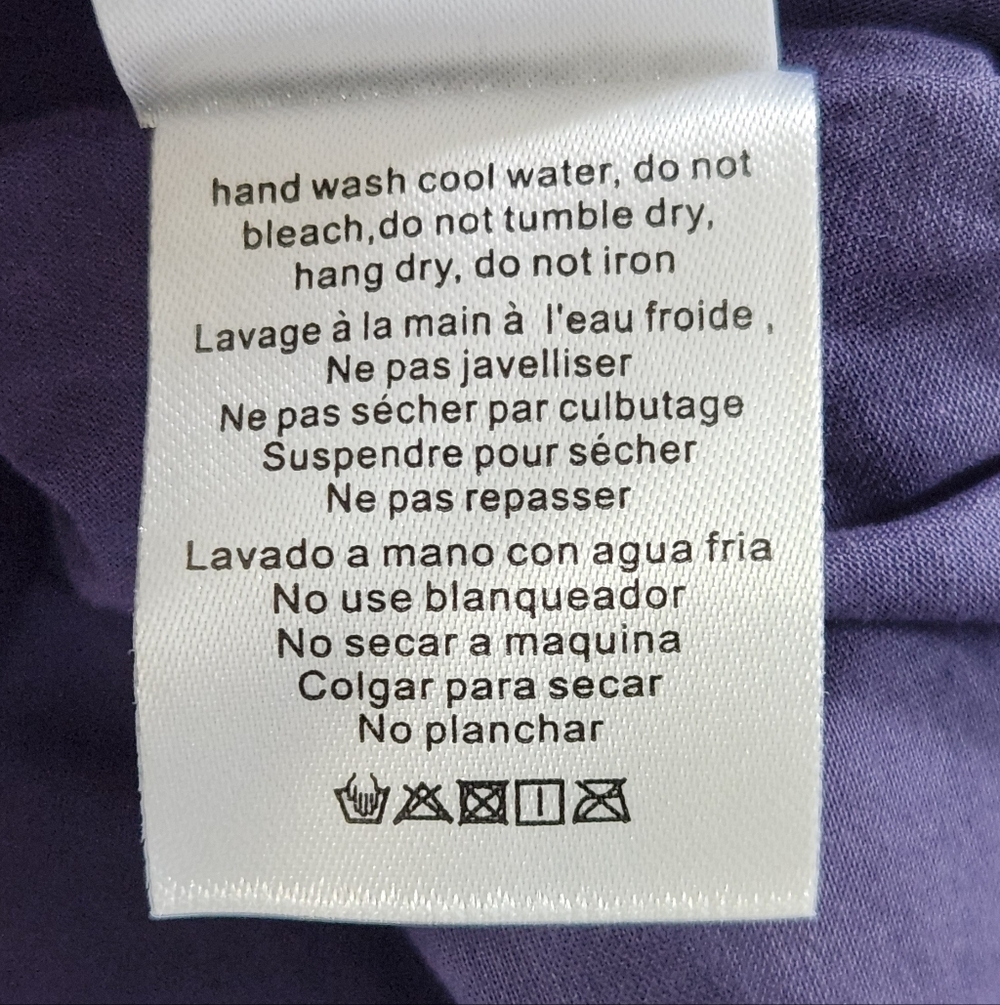 hand wash cool water, do not
bleach,do not tumble dry,
hang dry, do not iron
Lavage à la main à l'eau froide ,
Ne pas javelliser
Ne pas sécher par culbutage
Suspendre pour sécher
Ne pas repasser
Lavado a mano con agua fria
No use blanqueador
No secar a maquina
Colgar para secar
No planchar